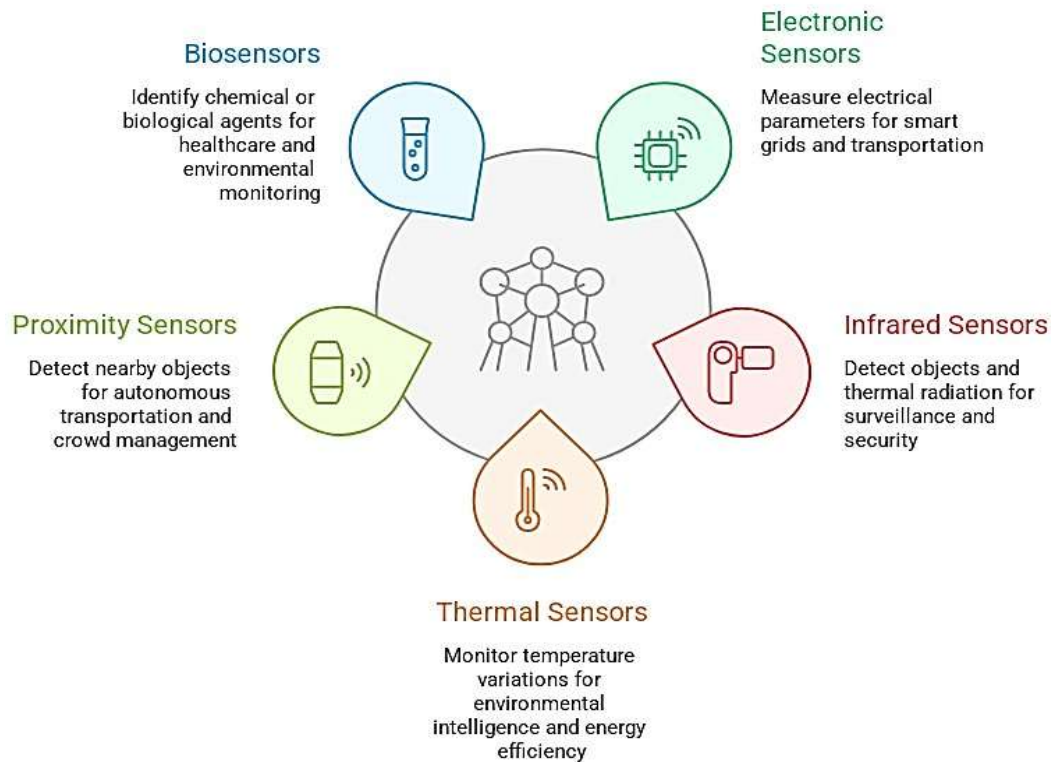 Biosensors
Identify chemical or
biological agents for
healthcare and
environmental
monitoring
Electronic
Sensors
Measure electrical
parameters for smart
grids and transportation
Proximity Sensors
Detect nearby objects
for autonomous
transportation and
crowd management
Infrared Sensors
Detect objects and
thermal radiation for
surveillance and
security
Thermal Sensors
Monitor temperature
variations for
environmental
intelligence and energy
efficiency